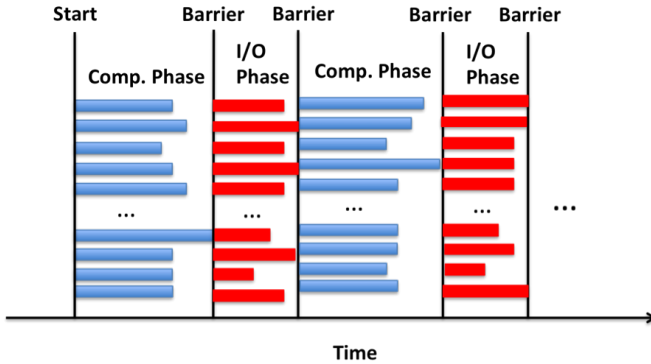 Start
Barrier
Barrier
Barrier
Barrier
Comp. Phase
I/O
Phase
Comp. Phase
I/O
Phase
...
...
...
...
...
Time